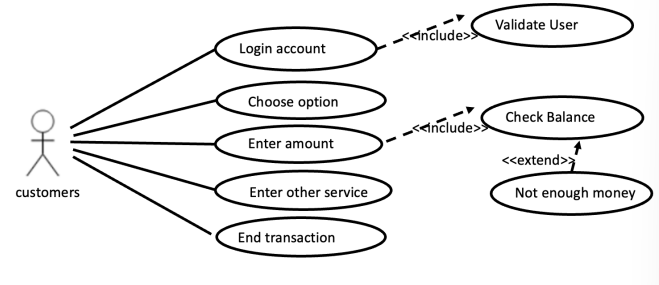 Validate User
<<Include>>
Login account
Choose option
Check Balance
<<Include>>
Enter amount
<<extend>>
customers
Enter other service
Not enough money
End transaction